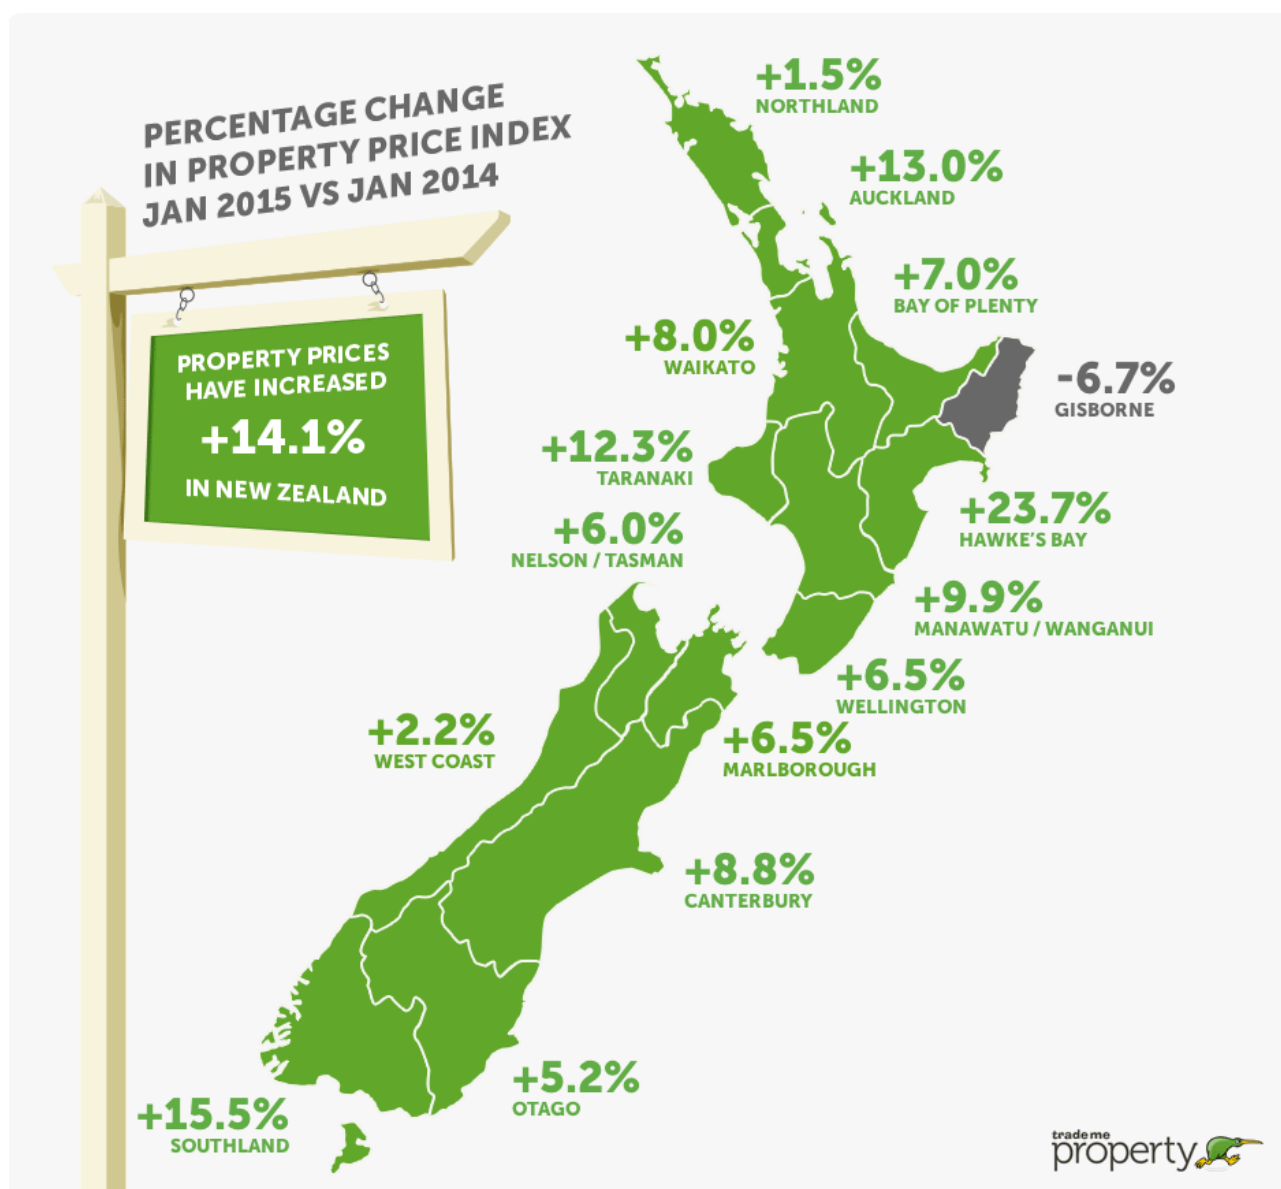 PERCENTAGE CHANGE
IN PROPERTY PRICE INDEX
JAN 2015 VS JAN 2014
PROPERTY PRICES
HAVE INCREASED
+14.1%
IN NEW ZEALAND
+1.5%
NORTHLAND
+13.0%
AUCKLAND
+7.0%
BAY OF PLENTY
+8.0%
WAIKATO
-6.7%
GISBORNE
+12.3%
TARANAKI
+23.7%
HAWKE'S BAY
+6.0%
NELSON / TASMAN
+9.9%
MANAWATU / WANGANUI
+6.5%
WELLINGTON
+2.2%
WEST COAST
+6.5%
MARLBOROUGH
+8.8%
CANTERBURY
+5.2%
OTAGO
+15.5%
SOUTHLAND
trade me
property